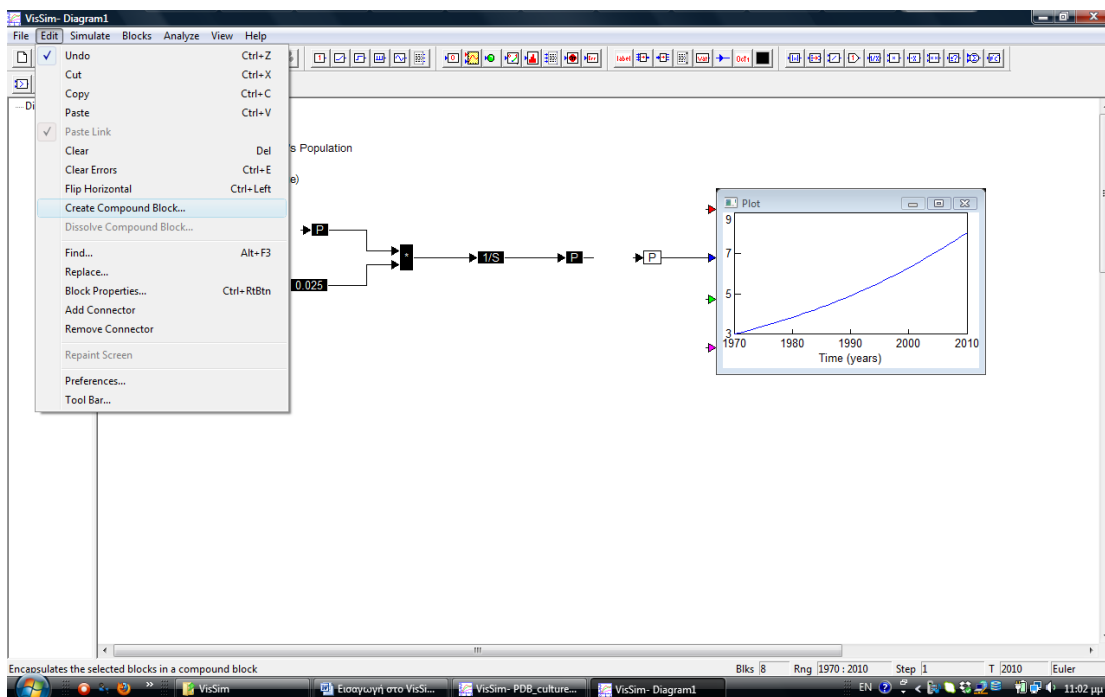 VisSim- Diagram1
File Edit Simulate Blocks Analyze View Help
Undo Ctrl+Z
Cut Ctrl+X
Copy Ctrl+C
Paste Ctrl+V
Paste Link
Clear Del
Clear Errors Ctrl+E
Flip Horizontal Ctrl+Left
Create Compound Block...
Dissolve Compound Block...
Find... Alt+F3
Replace...
Block Properties... Ctrl+RtBtn
Add Connector
Remove Connector
Repaint Screen
Preferences...
Tool Bar...
Di
's Population
e)
P
*
0.025
1/S
P
P
Plot
9
7
5
3
1970 1980 1990 2000 2010
Time (years)
Encapsulates the selected blocks in a compound block
Blks 8 Rng 1970 : 2010 Step 1 T 2010 Euler
VisSim
Εισαγωγή στο VisSi...
VisSim- PDB_culture...
VisSim- Diagram1
EN
11:02 μμ